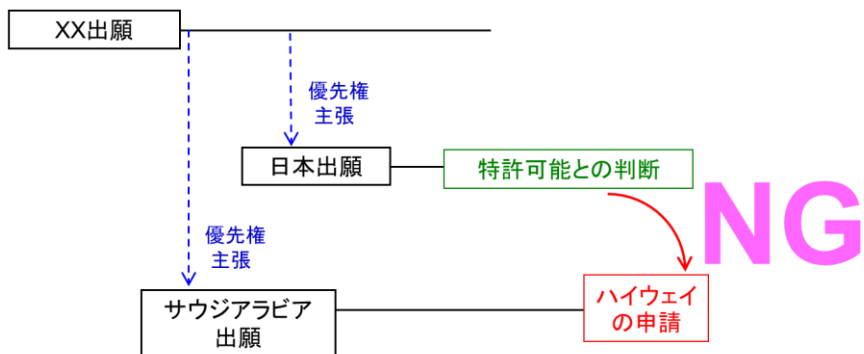 XX出願
優先権
主張
日本出願
特許可能との判断
NG
優先権
主張
サウジアラビア
出願
ハイウェイ
の申請